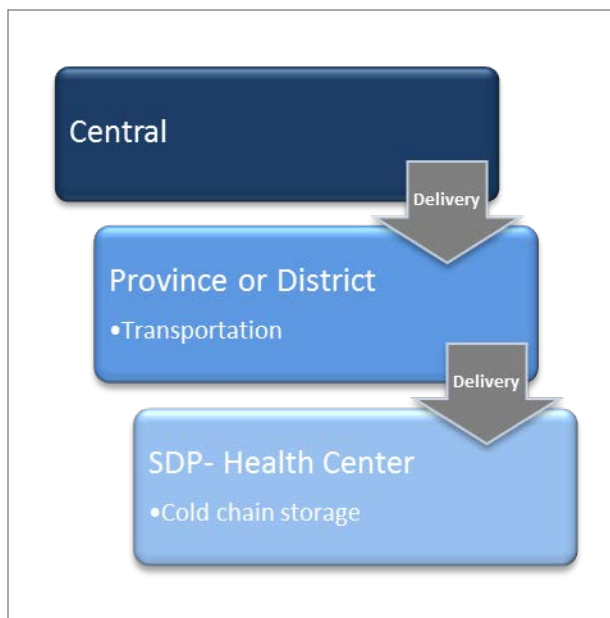 Central
Delivery
Province or District
•Transportation
Delivery
SDP- Health Center
•Cold chain storage